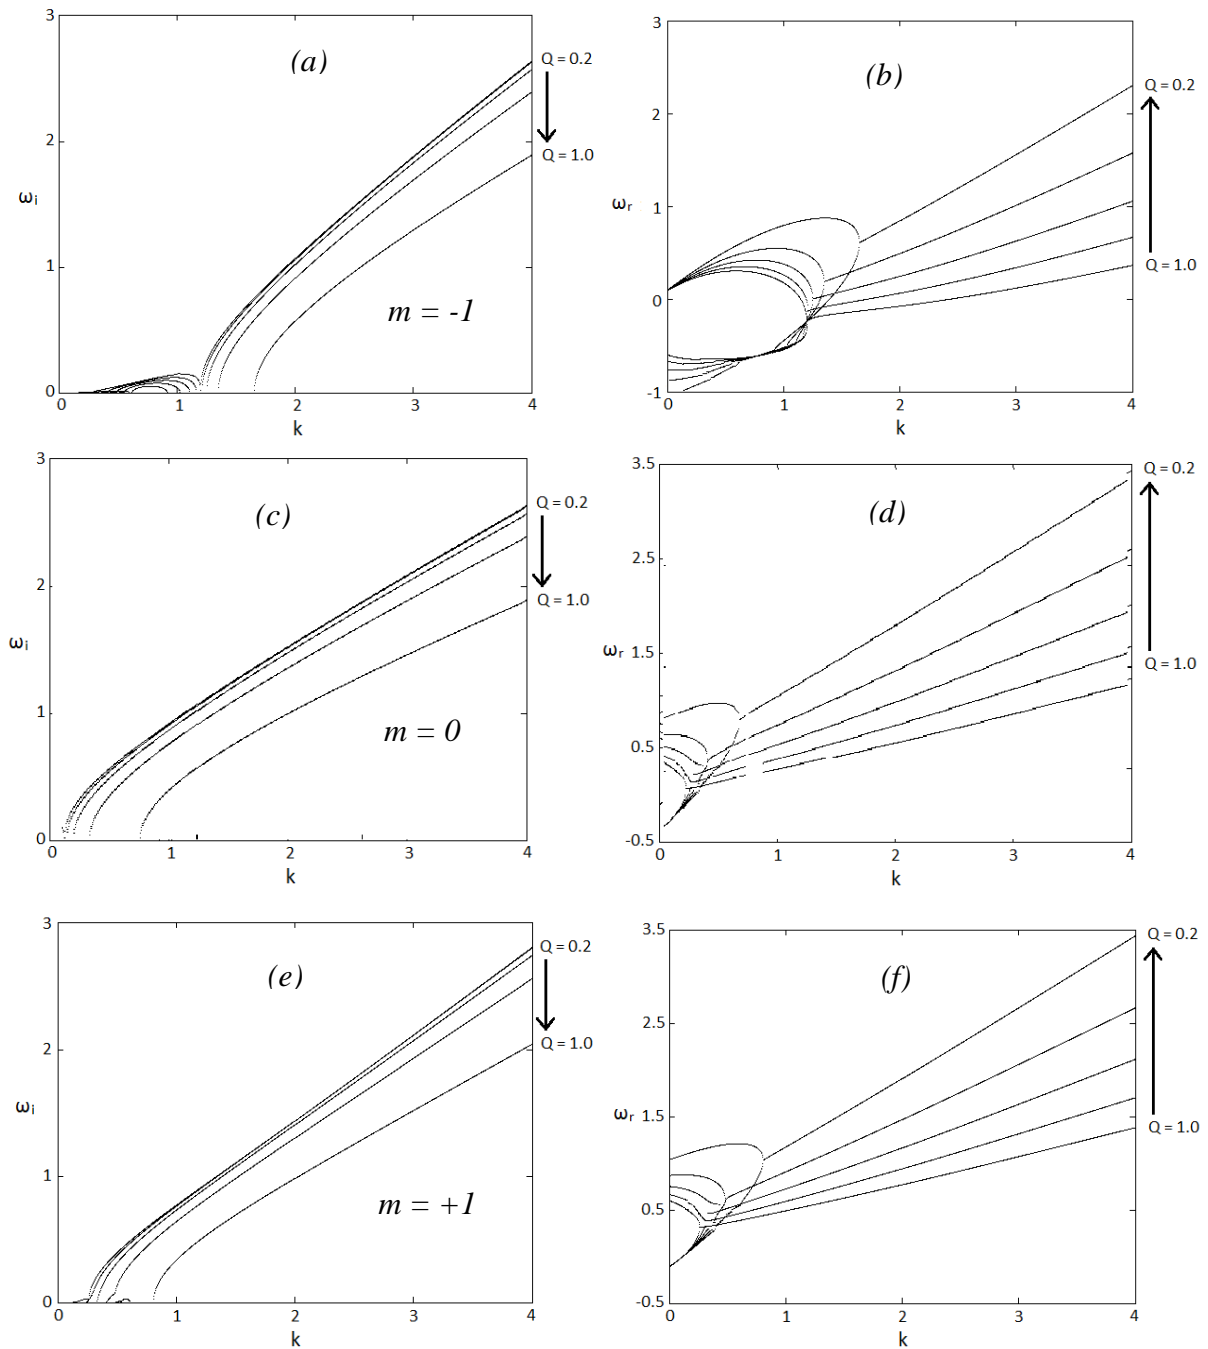 (a)
3
2
1
0
ωi
0 1 2 3 4
k
m = -1
Q = 0.2
Q = 1.0
(b)
3
2
1
0
-1
ωr
0 1 2 3 4
k
Q = 0.2
Q = 1.0
(c)
3
2
1
0
ωi
0 1 2 3 4
k
m = 0
Q = 0.2
Q = 1.0
(d)
3.5
2.5
1.5
0.5
-0.5
ωr
0 1 2 3 4
k
Q = 0.2
Q = 1.0
(e)
3
2
1
0
ωi
0 1 2 3 4
k
m = +1
Q = 0.2
Q = 1.0
(f)
3.5
2.5
1.5
0.5
-0.5
ωr
0 1 2 3 4
k
Q = 0.2
Q = 1.0